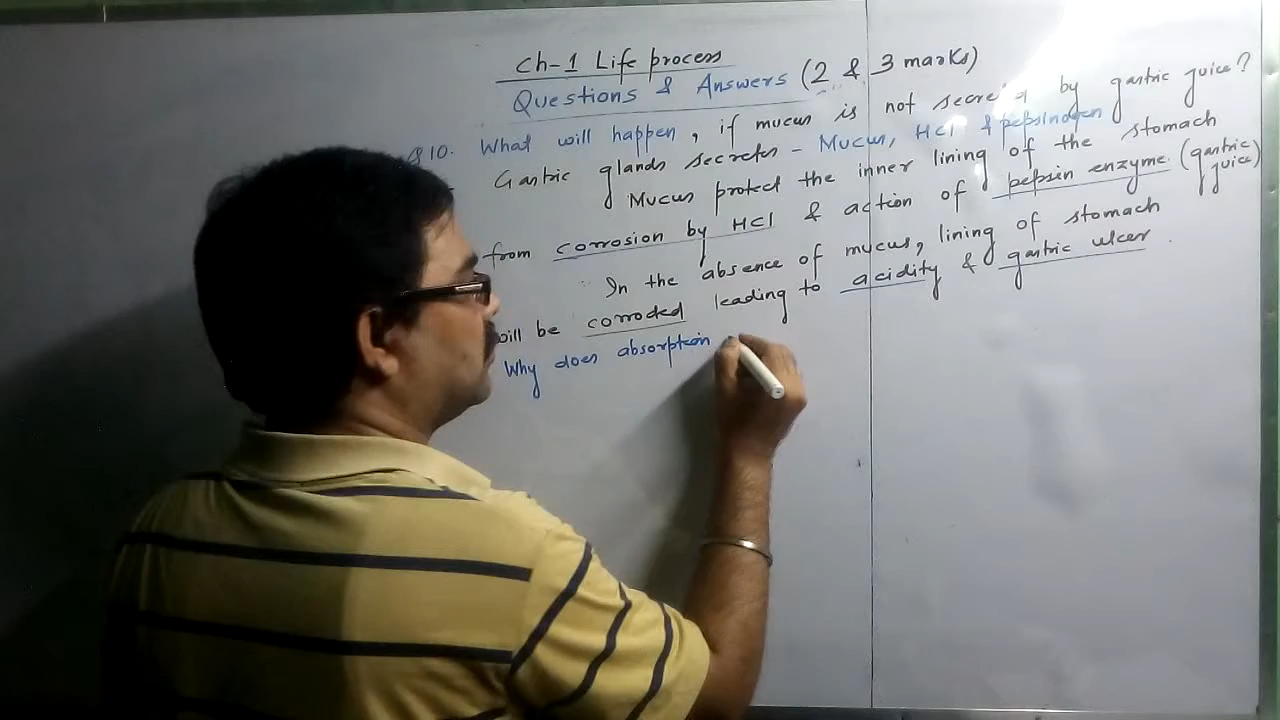 Ch-1 Life process
Questions & Answers (2 & 3 marks)
Q10. What will happen, if mucus is not secreted by gastric juice?
Gastric glands secretes - Mucus, HCl & pepsinogen
Mucus protect the inner lining of the stomach
from corrosion by HCl & action of pepsin enzyme. (gastric juice)
In the absence of mucus, lining of stomach
will be corroded leading to acidity & gastric ulcer.
Why does absorption